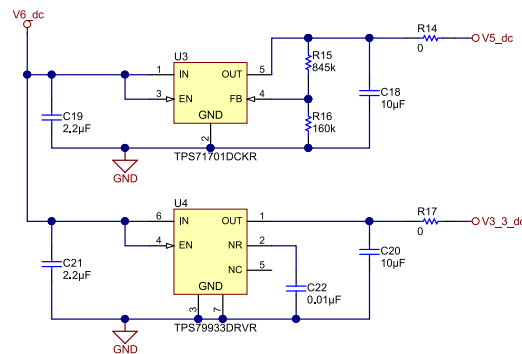 V6_dc
U3
R14
V5_dc
0
1
IN
OUT
5
R15
845k
3
EN
FB
4
C18
10µF
C19
2.2µF
GND
R16
160k
2
TPS71701DCKR
GND
U4
R17
V3_3_dc
0
6
IN
OUT
1
4
EN
NR
2
C20
10µF
C21
2.2µF
NC
5
GND
C22
0.01µF
3
7
TPS79933DRVR
GND